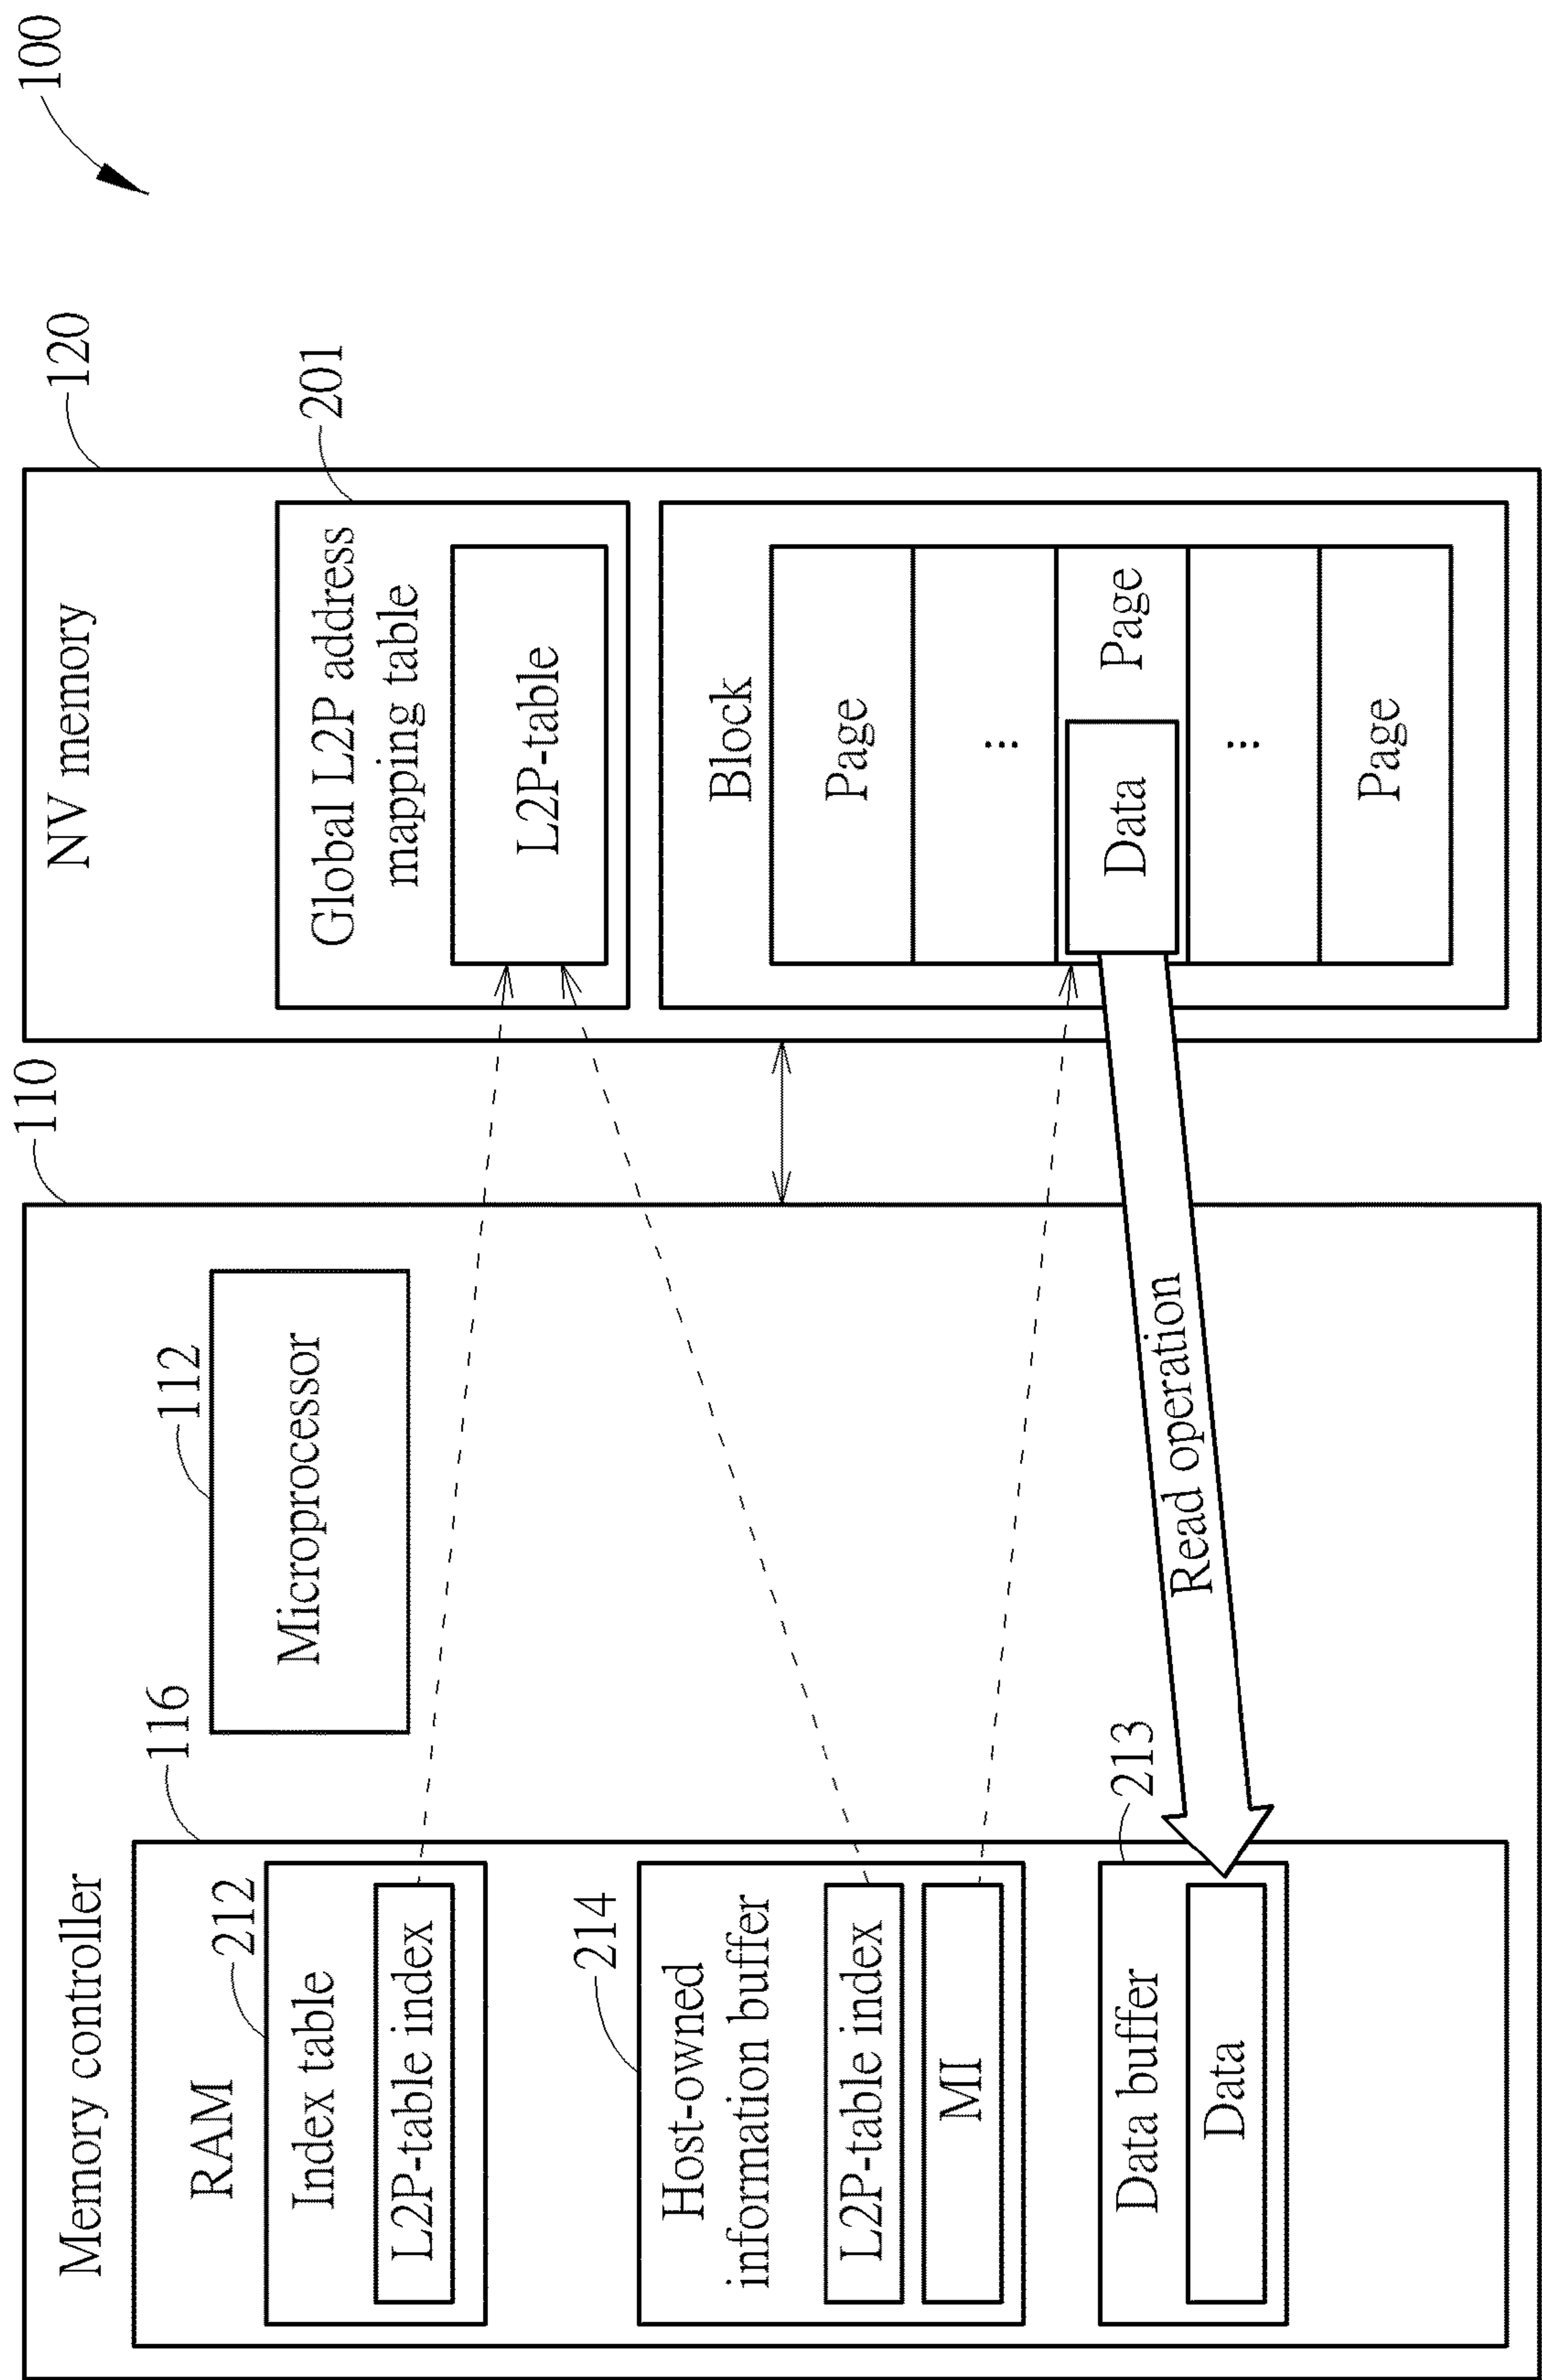 100
Memory controller
110
RAM
116
Index table
212
L2P-table index
Host-owned
information buffer
214
L2P-table index
MI
Data buffer
213
Data
Microprocessor
112
Read operation
NV memory
120
Global L2P address
mapping table
201
L2P-table
Block
Page
⋮
Data
Page
⋮
Page